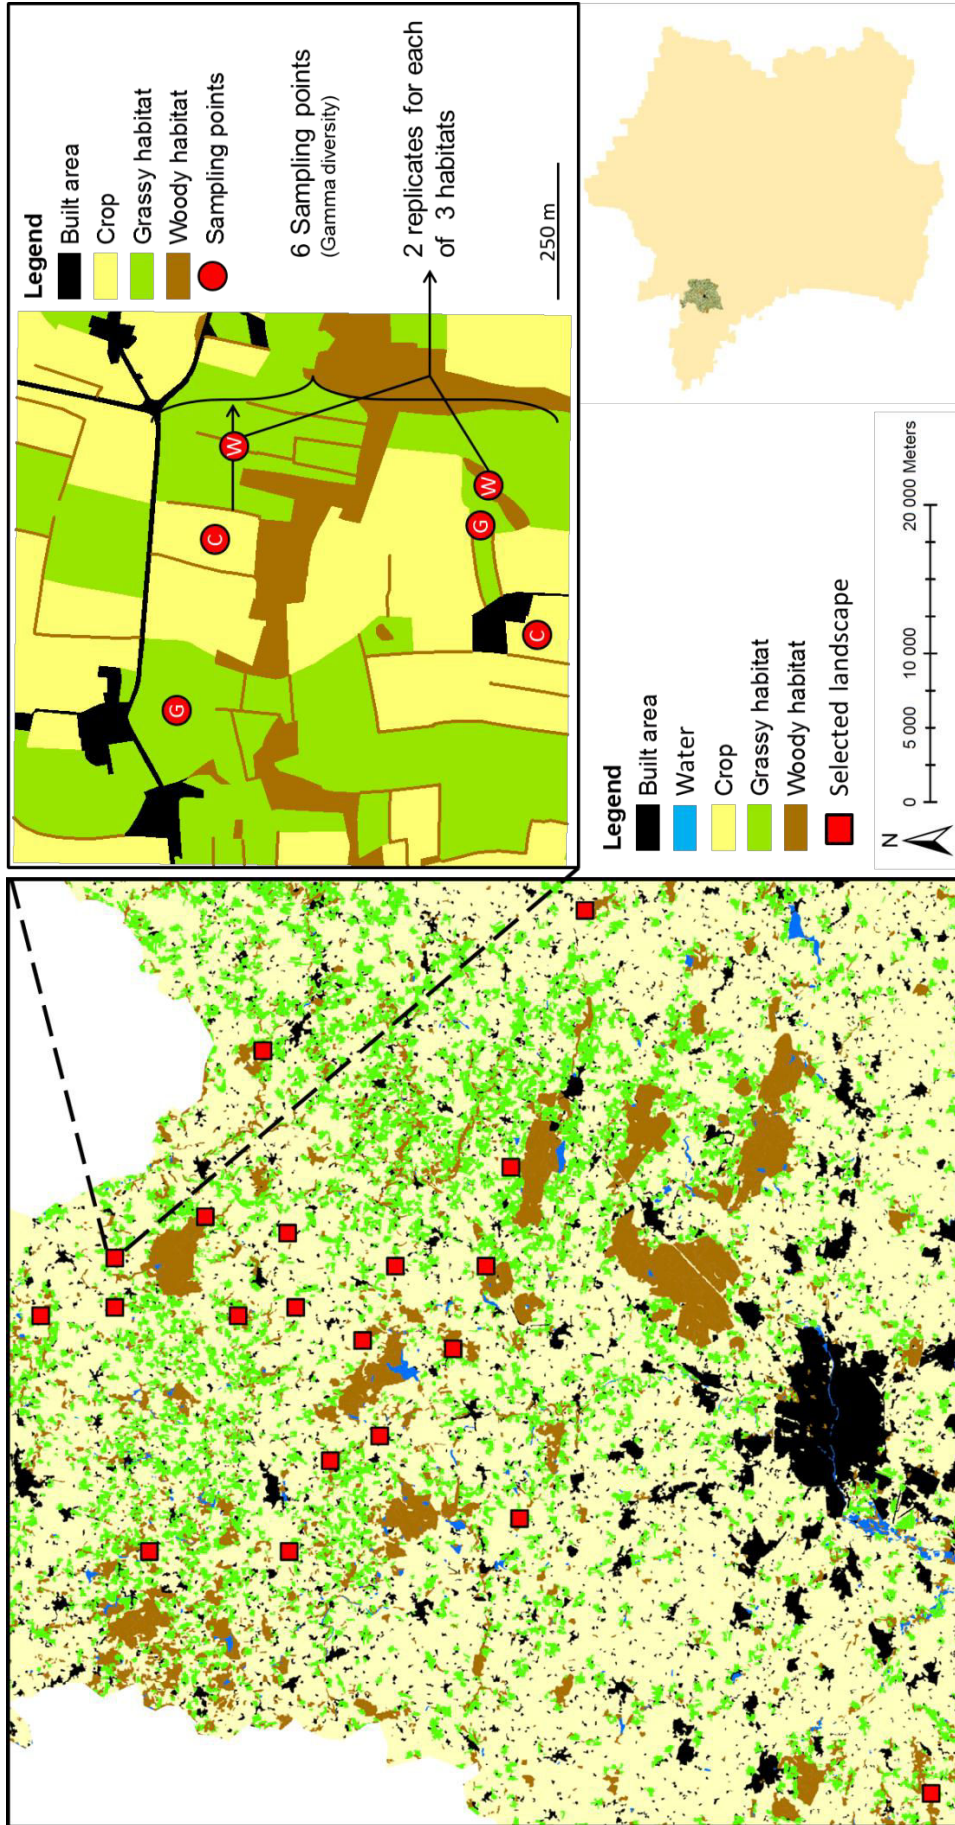 Legend
Built area
Crop
Grassy habitat
Woody habitat
Sampling points
6 Sampling points
(Gamma diversity)
2 replicates for each
of 3 habitats
250 m
G
C
W
C
G
W
Legend
Built area
Water
Crop
Grassy habitat
Woody habitat
Selected landscape
N
0 5 000 10 000 20 000 Meters